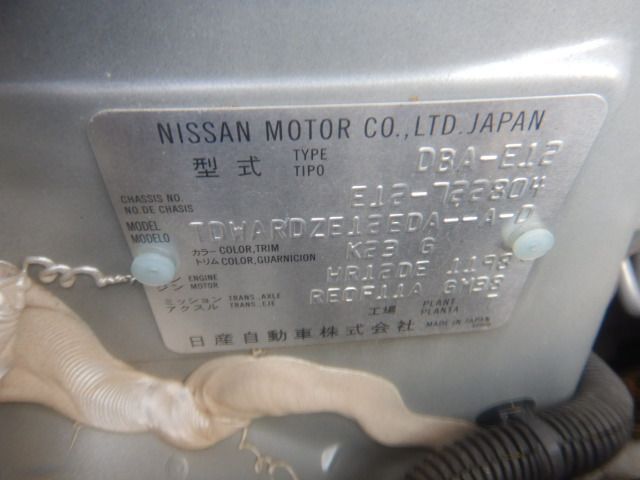 NISSAN MOTOR CO.,LTD. JAPAN
型式 TYPE TIPO DBA-E12
CHASSIS NO. NO. DE CHASIS E12-722804
MODEL MODELO TDWARDZE12EDA--A-D
カラー COLOR,TRIM トリム COLOR,GUARNICION K23 G
ENGINE MOTOR HR12DE 1198
ミッション アクスル TRANS.,AXLE TRANS.,EJE RE0F11A
工場 PLANT PLANTA
日産自動車株式会社 MADE IN JAPAN